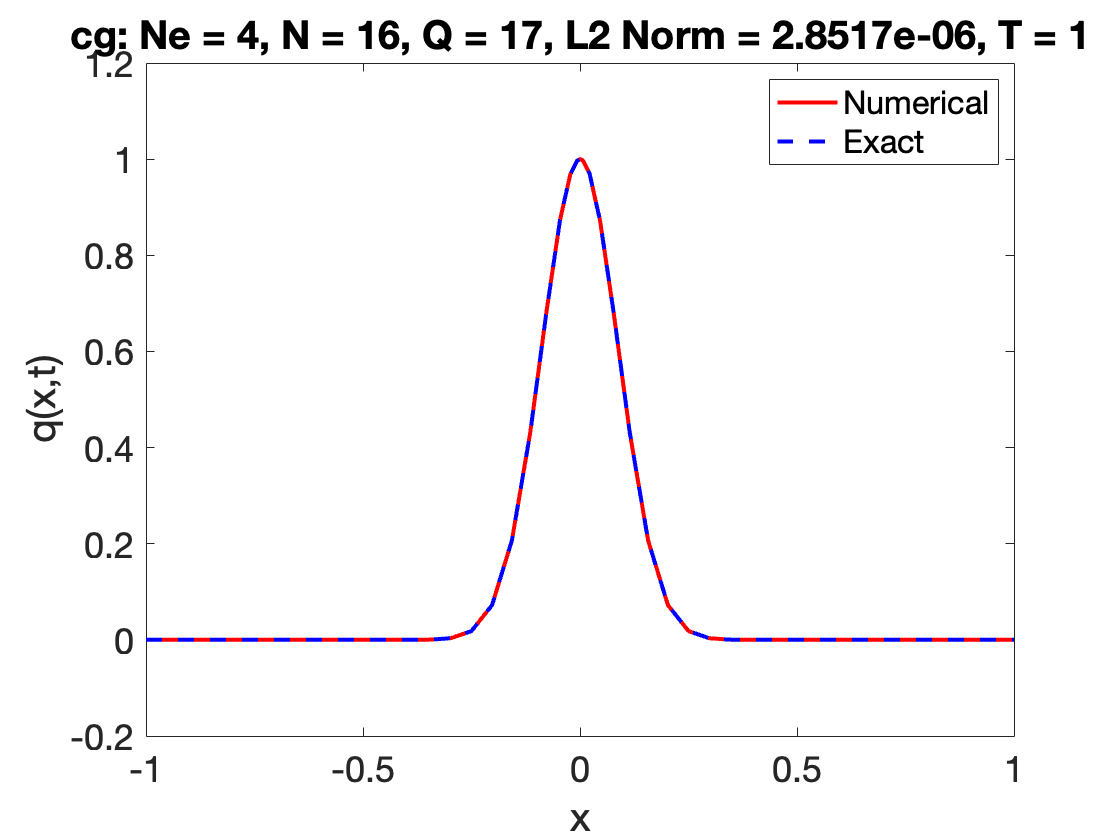 cg: Ne = 4, N = 16, Q = 17, L2 Norm = 2.8517e-06, T = 1
1.2
1
0.8
0.6
0.4
0.2
0
-0.2
q(x,t)
Numerical
Exact
-1
-0.5
0
0.5
1
x